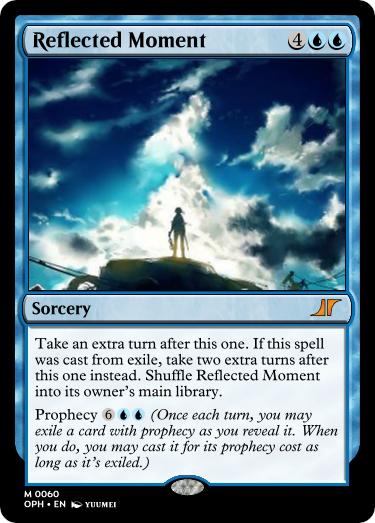 Reflected Moment 4
Sorcery
Take an extra turn after this one. If this spell
was cast from exile, take two extra turns after
this one instead. Shuffle Reflected Moment
into its owner's main library.
Prophecy 6 (Once each turn, you may
exile a card with prophecy as you reveal it. When
you do, you may cast it for its prophecy cost as
long as it's exiled.)
M 0060
OPH • EN YUUMEI